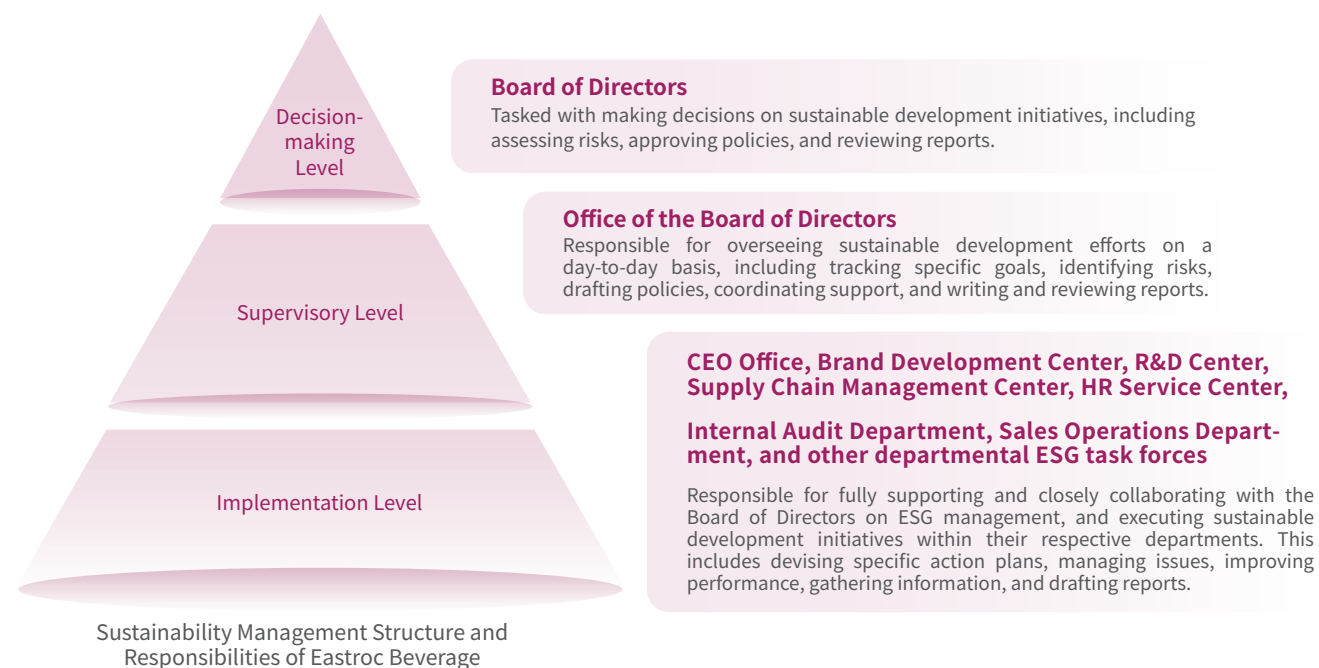 Decision-
making
Level
Board of Directors
Tasked with making decisions on sustainable development initiatives, including
assessing risks, approving policies, and reviewing reports.
Supervisory Level
Office of the Board of Directors
Responsible for overseeing sustainable development efforts on a
day-to-day basis, including tracking specific goals, identifying risks,
drafting policies, coordinating support, and writing and reviewing reports.
Implementation Level
CEO Office, Brand Development Center, R&D Center,
Supply Chain Management Center, HR Service Center,
Internal Audit Department, Sales Operations Depart-
ment, and other departmental ESG task forces
Responsible for fully supporting and closely collaborating with the
Board of Directors on ESG management, and executing sustainable
development initiatives within their respective departments. This
includes devising specific action plans, managing issues, improving
performance, gathering information, and drafting reports.
Sustainability Management Structure and
Responsibilities of Eastroc Beverage